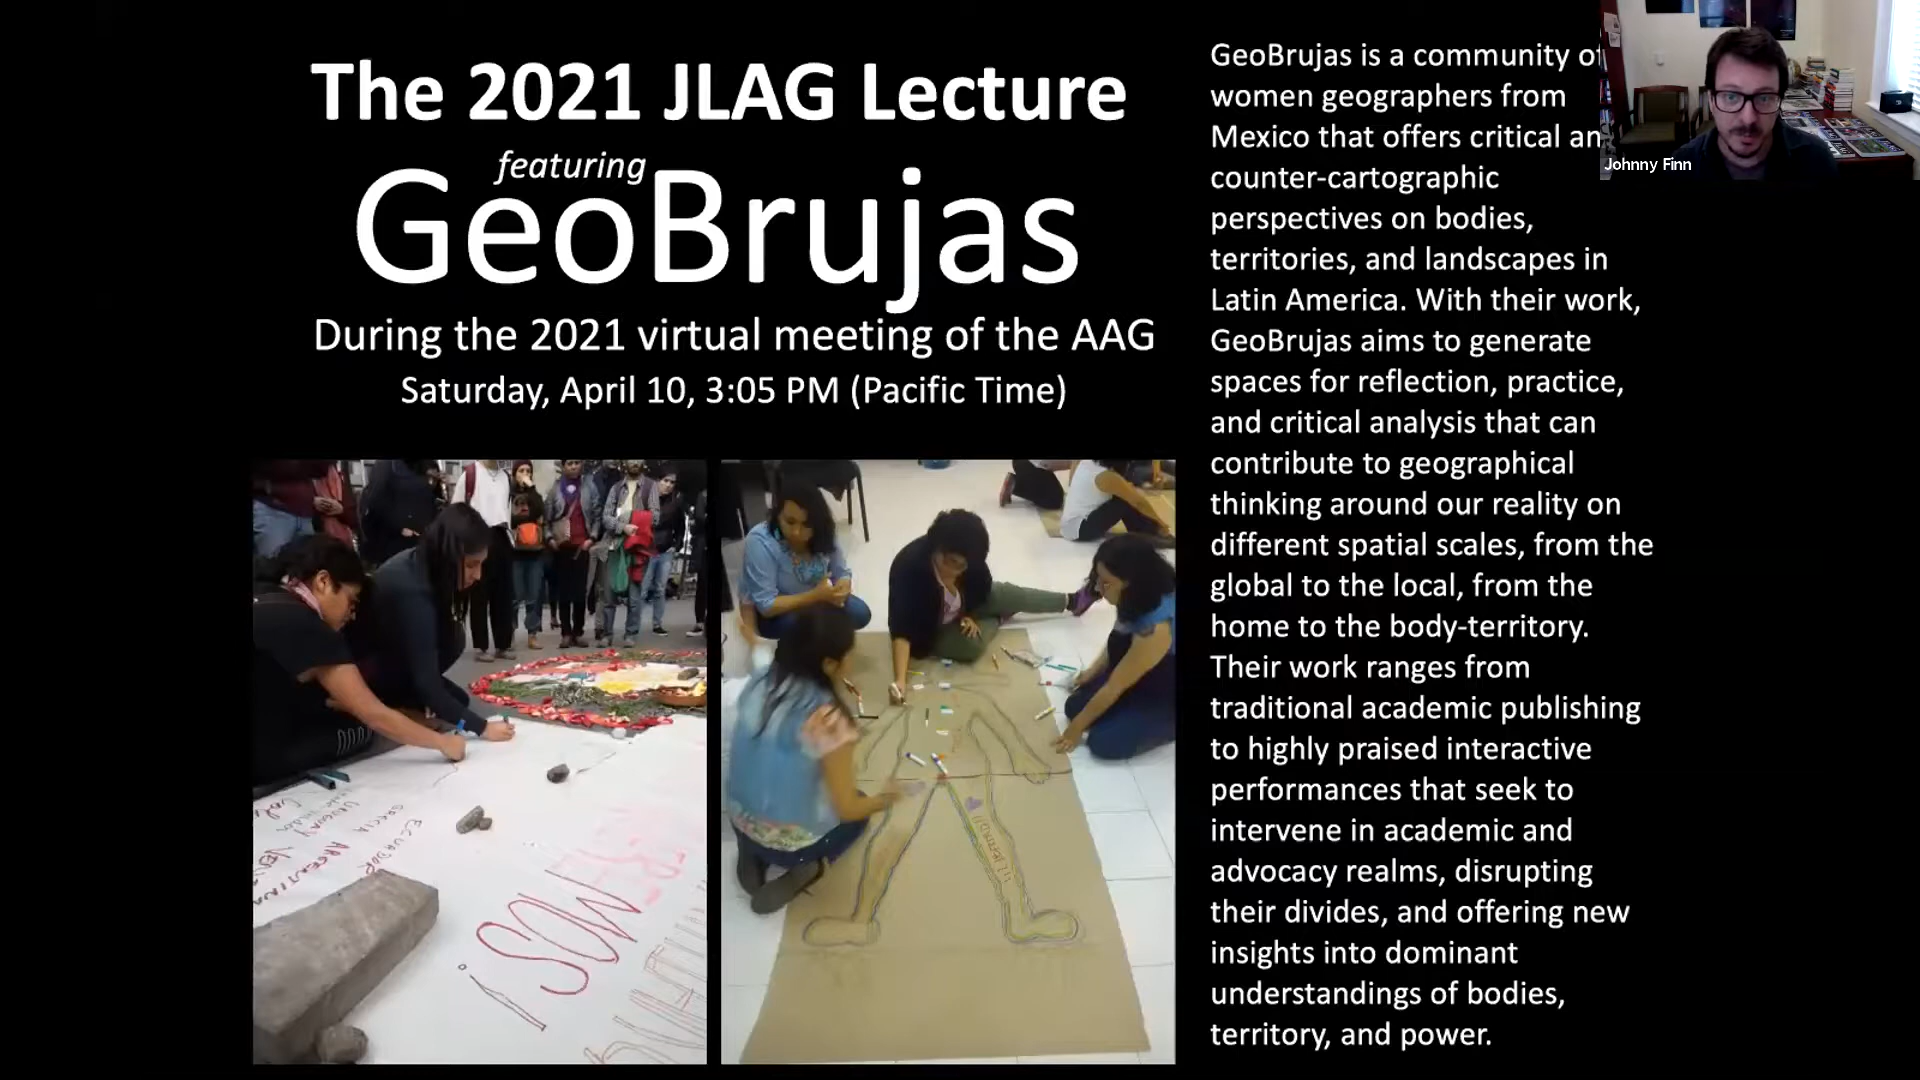 The 2021 JLAG Lecture
featuring
GeoBrujas
During the 2021 virtual meeting of the AAG
Saturday, April 10, 3:05 PM (Pacific Time)
GeoBrujas is a community of
women geographers from
Mexico that offers critical an
counter-cartographic
perspectives on bodies,
territories, and landscapes in
Latin America. With their work,
GeoBrujas aims to generate
spaces for reflection, practice,
and critical analysis that can
contribute to geographical
thinking around our reality on
different spatial scales, from the
global to the local, from the
home to the body-territory.
Their work ranges from
traditional academic publishing
to highly praised interactive
performances that seek to
intervene in academic and
advocacy realms, disrupting
their divides, and offering new
insights into dominant
understandings of bodies,
territory, and power.
Johnny Finn
ECUADOR
GRECIA
ARGENTINA
URUGUAY
¡SOMOS